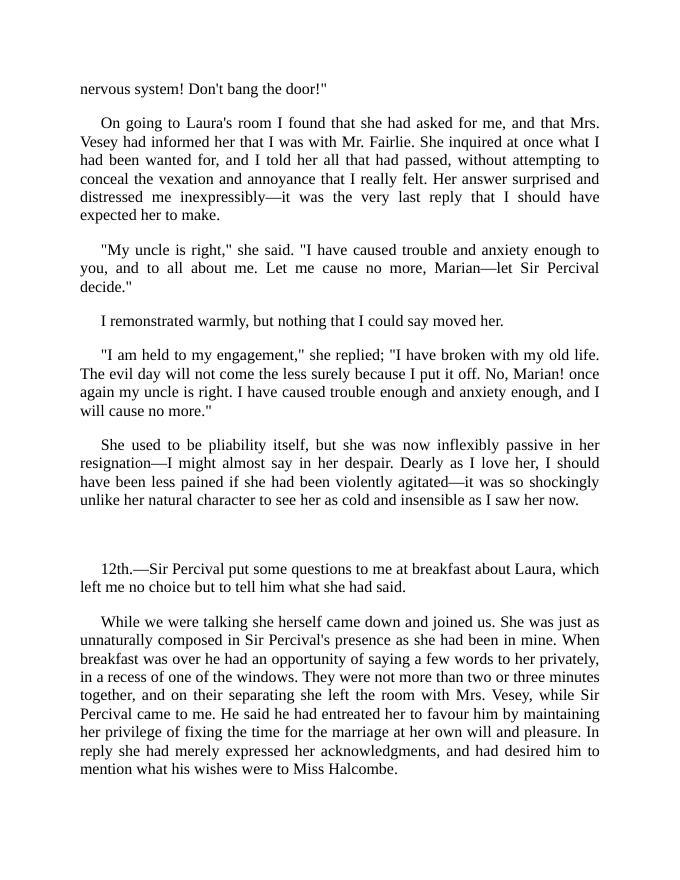 nervous system! Don't bang the door!"
On going to Laura's room I found that she had asked for me, and that Mrs.
Vesey had informed her that I was with Mr. Fairlie. She inquired at once what I
had been wanted for, and I told her all that had passed, without attempting to
conceal the vexation and annoyance that I really felt. Her answer surprised and
distressed me inexpressibly—it was the very last reply that I should have
expected her to make.
"My uncle is right," she said. "I have caused trouble and anxiety enough to
you, and to all about me. Let me cause no more, Marian—let Sir Percival
decide."
I remonstrated warmly, but nothing that I could say moved her.
"I am held to my engagement," she replied; "I have broken with my old life.
The evil day will not come the less surely because I put it off. No, Marian! once
again my uncle is right. I have caused trouble enough and anxiety enough, and I
will cause no more."
She used to be pliability itself, but she was now inflexibly passive in her
resignation—I might almost say in her despair. Dearly as I love her, I should
have been less pained if she had been violently agitated—it was so shockingly
unlike her natural character to see her as cold and insensible as I saw her now.
12th.—Sir Percival put some questions to me at breakfast about Laura, which
left me no choice but to tell him what she had said.
While we were talking she herself came down and joined us. She was just as
unnaturally composed in Sir Percival's presence as she had been in mine. When
breakfast was over he had an opportunity of saying a few words to her privately,
in a recess of one of the windows. They were not more than two or three minutes
together, and on their separating she left the room with Mrs. Vesey, while Sir
Percival came to me. He said he had entreated her to favour him by maintaining
her privilege of fixing the time for the marriage at her own will and pleasure. In
reply she had merely expressed her acknowledgments, and had desired him to
mention what his wishes were to Miss Halcombe.